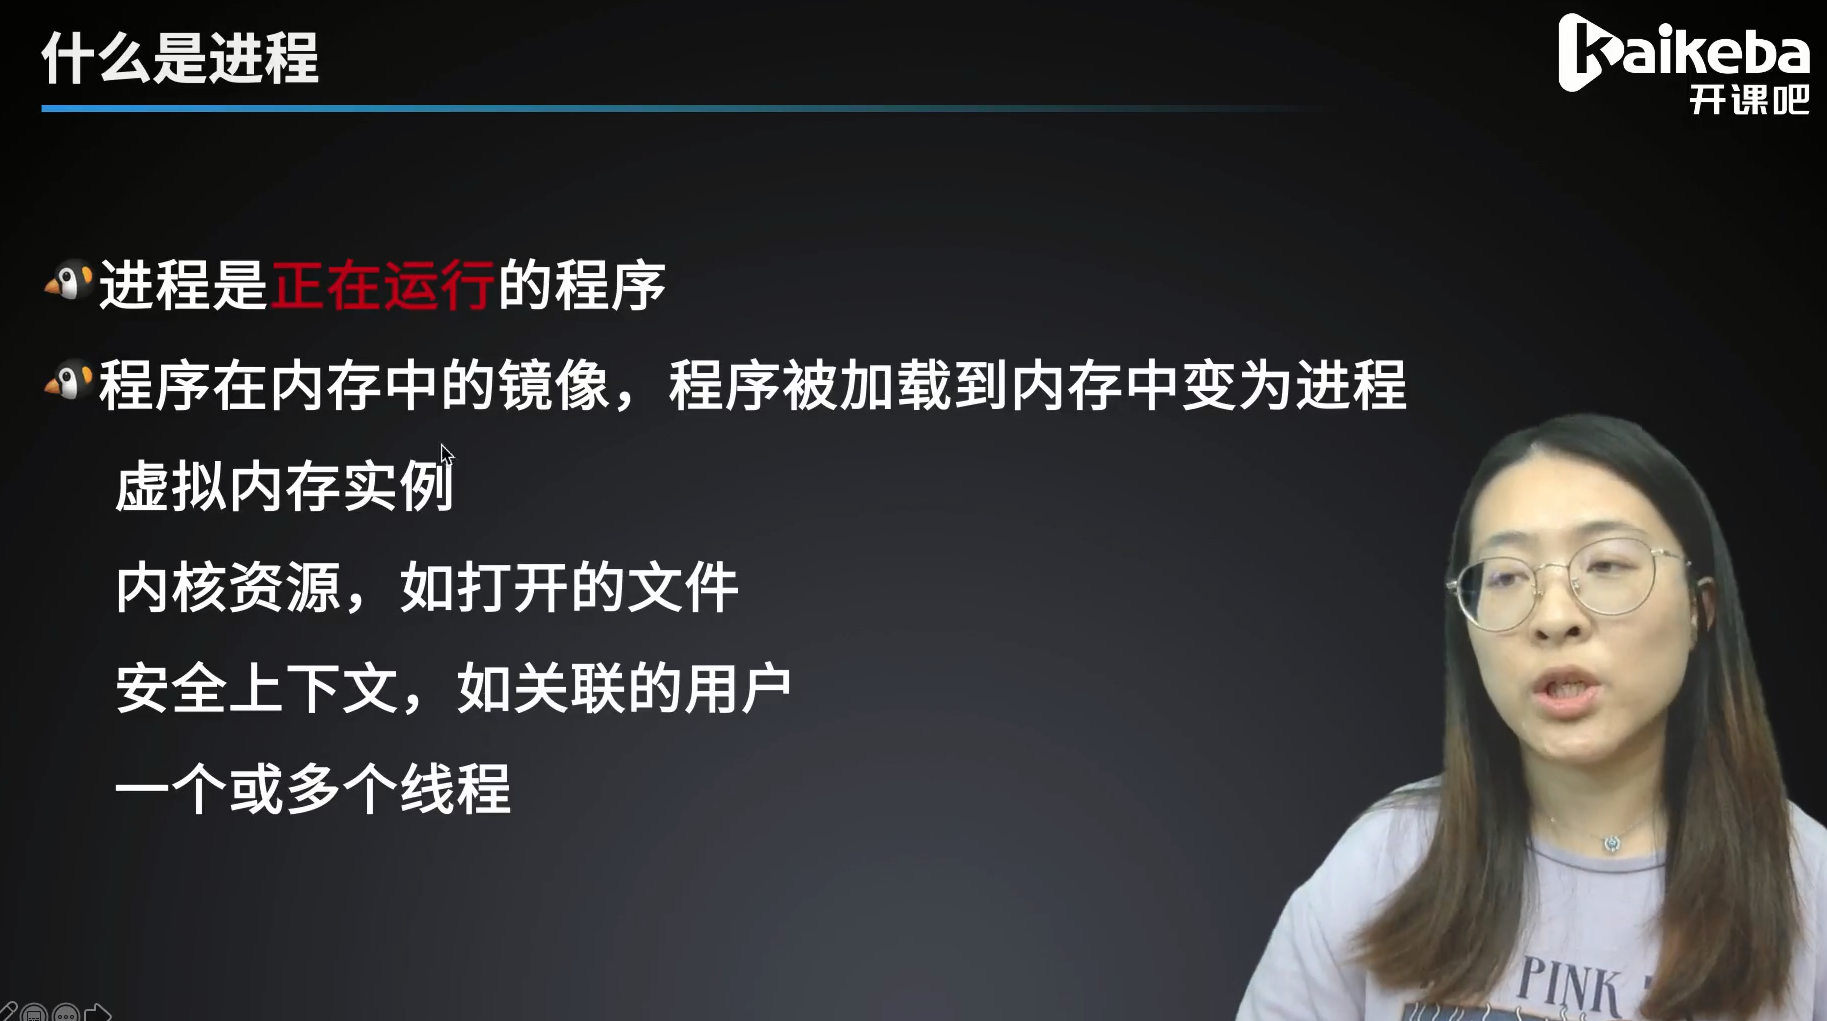 什么是进程
Kaikeba
开课吧
进程是正在运行的程序
程序在内存中的镜像，程序被加载到内存中变为进程
虚拟内存实例
内核资源，如打开的文件
安全上下文，如关联的用户
一个或多个线程
PINK